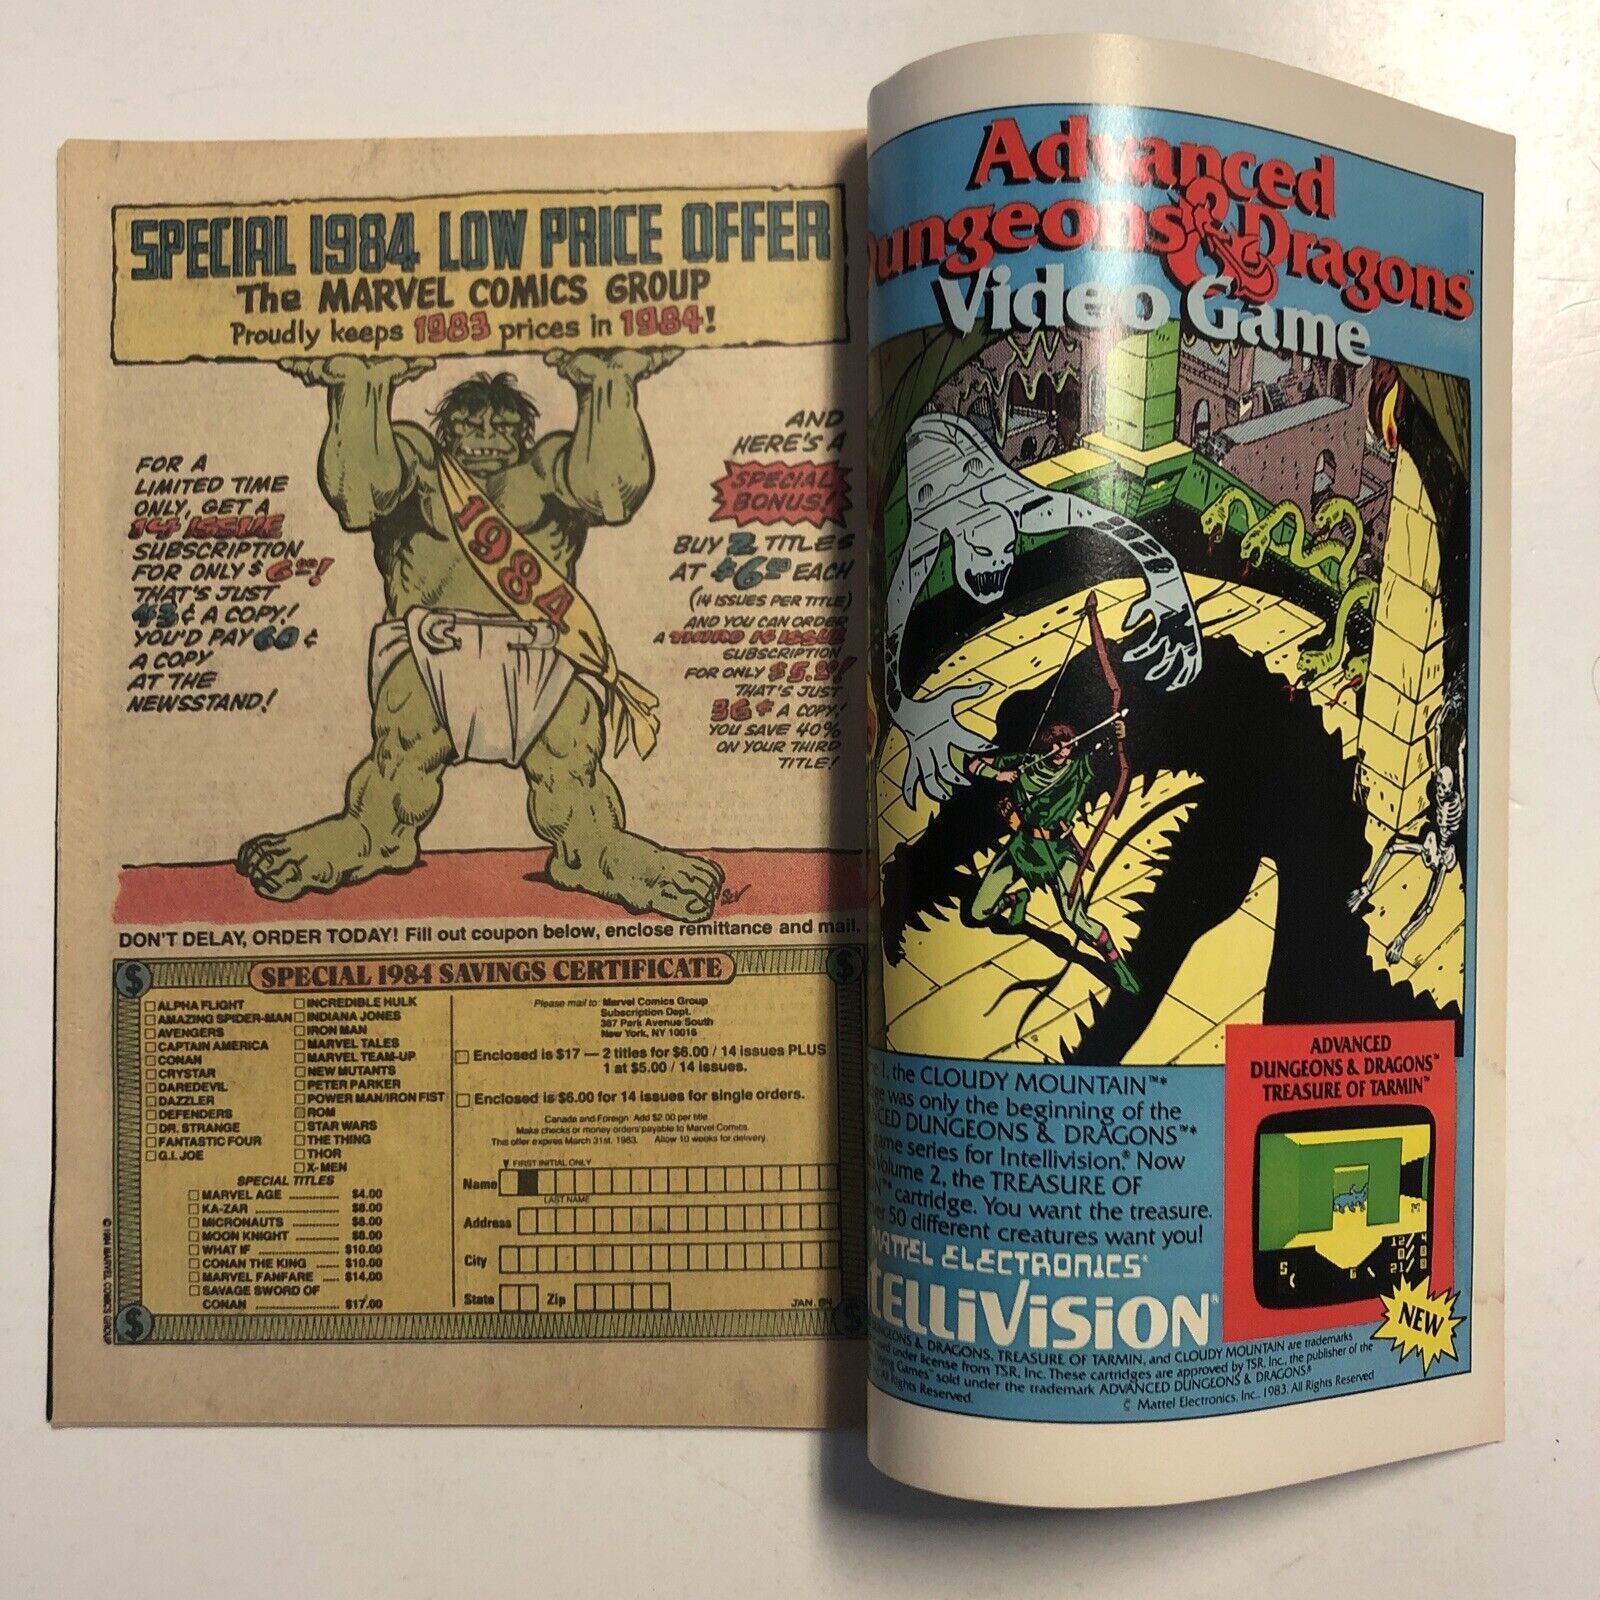 SPECIAL 1984 LOW PRICE OFFER
The MARVEL COMICS GROUP
Proudly keeps 1983 prices in 1984!
FOR A
LIMITED TIME
ONLY, GET A
14 ISSUE
SUBSCRIPTION
FOR ONLY $6.00!
THAT'S JUST
43¢ A COPY!
YOU'D PAY 60¢
A COPY
AT THE
NEWSSTAND!
1984
AND
HERE'S A
SPECIAL
BONUS!
BUY 2 TITLES
AT $6.00 EACH
(14 ISSUES PER TITLE)
AND YOU CAN ORDER
A THIRD 14 ISSUE
SUBSCRIPTION
FOR ONLY $5.00!
THAT'S JUST
36¢ A COPY!
YOU SAVE 40%
ON YOUR THIRD
TITLE!
DON'T DELAY, ORDER TODAY! Fill out coupon below, enclose remittance and mail.
SPECIAL 1984 SAVINGS CERTIFICATE
ALPHA FLIGHT
AMAZING SPIDER-MAN
AVENGERS
CAPTAIN AMERICA
CONAN
CRYSTAR
DAREDEVIL
DAZZLER
DEFENDERS
DR. STRANGE
FANTASTIC FOUR
G.I. JOE
INCREDIBLE HULK
INDIANA JONES
IRON MAN
MARVEL TALES
MARVEL TEAM-UP
NEW MUTANTS
PETER PARKER
POWER MAN/IRON FIST
ROM
STAR WARS
THE THING
THOR
X-MEN
SPECIAL TITLES
MARVEL AGE ............ $4.00
KA-ZAR ............ $8.00
MICRONAUTS ............ $8.00
MOON KNIGHT ............ $8.00
WHAT IF ............ $10.00
CONAN THE KING ........ $10.00
MARVEL FANFARE ..... $14.00
SAVAGE SWORD OF
CONAN ............ $17.00
Please mail to: Marvel Comics Group
Subscription Dept.
387 Park Avenue South
New York, NY 10016
Enclosed is $17 — 2 titles for $6.00 / 14 issues PLUS
1 at $5.00 / 14 issues.
Enclosed is $6.00 for 14 issues for single orders.
Canada and Foreign: Add $2.00 per title.
Make checks or money orders payable to Marvel Comics.
This offer expires March 31st. 1983. Allow 10 weeks for delivery.
FIRST INITIAL ONLY
Name
LAST NAME
Address
City
State Zip
JAN. 84
© 1984 MARVEL COMICS GROUP
Advanced
ungeons & Dragons™
Video Game
1, the CLOUDY MOUNTAIN™*
was only the beginning of the
CED DUNGEONS & DRAGONS™*
ame series for Intellivision.® Now
Volume 2, the TREASURE OF
cartridge. You want the treasure.
50 different creatures want you!
MATTEL ELECTRONICS®
TELLIVISION®
ADVANCED
DUNGEONS & DRAGONS™
TREASURE OF TARMIN™
NEW
& DRAGONS, TREASURE OF TARMIN, and CLOUDY MOUNTAIN are trademarks
under license from TSR, Inc. These cartridges are approved by TSR, Inc., the publisher of the
Games" sold under the trademark ADVANCED DUNGEONS & DRAGONS®
All Rights Reserved.
© Mattel Electronics, Inc., 1983. All Rights Reserved